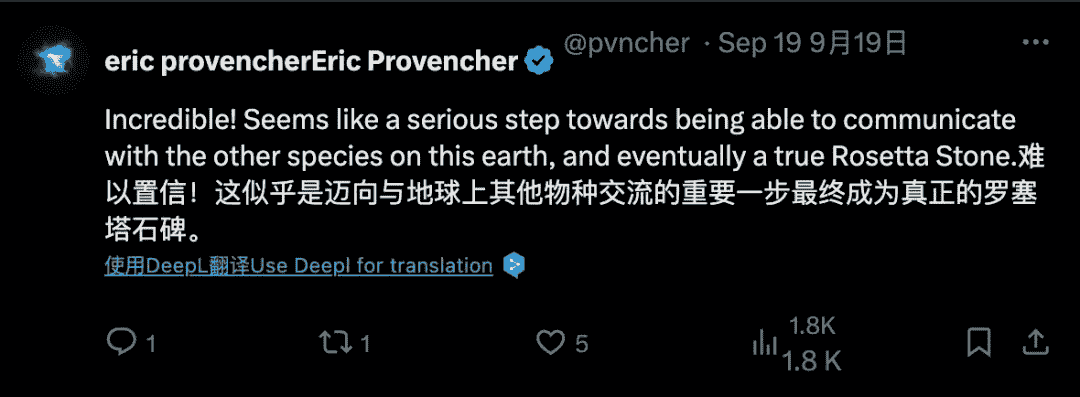 eric provencherEric Provencher @pvncher · Sep 19 9月19日
Incredible! Seems like a serious step towards being able to communicate
with the other species on this earth, and eventually a true Rosetta Stone.难
以置信！这似乎是迈向与地球上其他物种交流的重要一步最终成为真正的罗塞
塔石碑。
使用DeepL翻译Use Deepl for translation
1 1 5 1.8K
1.8 K